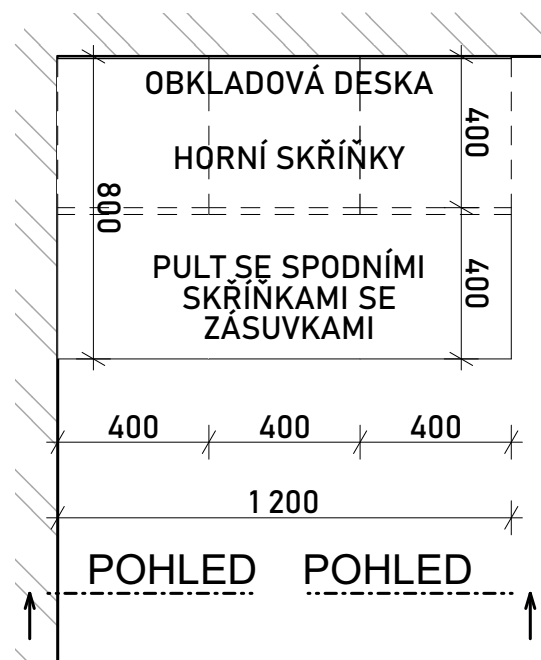 OBKLADOVÁ DESKA
400
HORNÍ SKŘÍŇKY
800
PULT SE SPODNÍMI
SKŘÍŇKAMI SE
ZÁSUVKAMI
400
400 400 400
1 200
POHLED POHLED